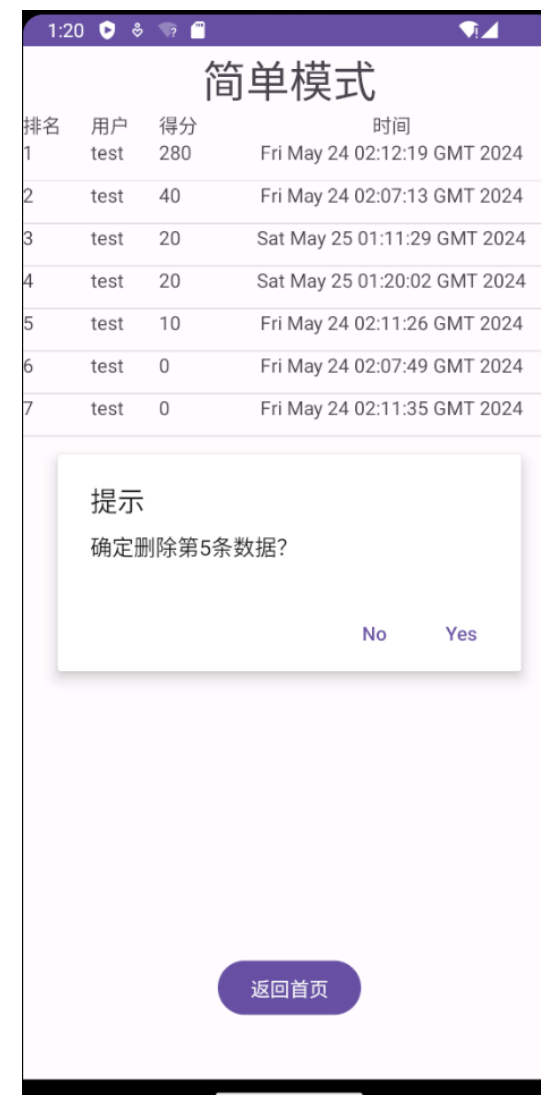 1:20
简单模式
排名 用户 得分 时间
1 test 280 Fri May 24 02:12:19 GMT 2024
2 test 40 Fri May 24 02:07:13 GMT 2024
3 test 20 Sat May 25 01:11:29 GMT 2024
4 test 20 Sat May 25 01:20:02 GMT 2024
5 test 10 Fri May 24 02:11:26 GMT 2024
6 test 0 Fri May 24 02:07:49 GMT 2024
7 test 0 Fri May 24 02:11:35 GMT 2024
提示
确定删除第5条数据?
No Yes
返回首页